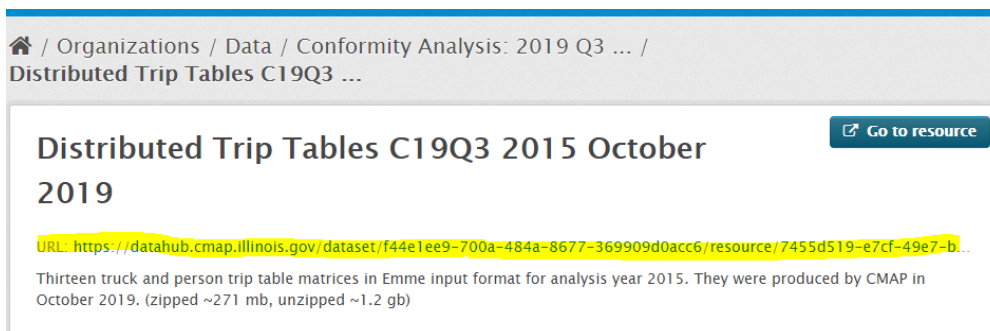 / Organizations / Data / Conformity Analysis: 2019 Q3 ... /
Distributed Trip Tables C19Q3 ...
Go to resource
Distributed Trip Tables C19Q3 2015 October
2019
URL: https://datahub.cmap.illinois.gov/dataset/f44e1ee9-700a-484a-8677-369909d0acc6/resource/7455d519-e7cf-49e7-b...
Thirteen truck and person trip table matrices in Emme input format for analysis year 2015. They were produced by CMAP in
October 2019. (zipped ~271 mb, unzipped ~1.2 gb)